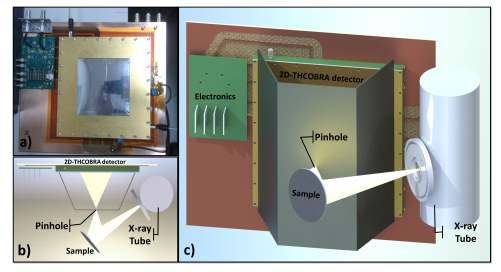 a)
2D-THCOBRA detector
Pinhole
Sample
X-ray
Tube
b)
2D-THCOBRA detector
Electronics
Pinhole
Sample
X-ray
Tube
c)